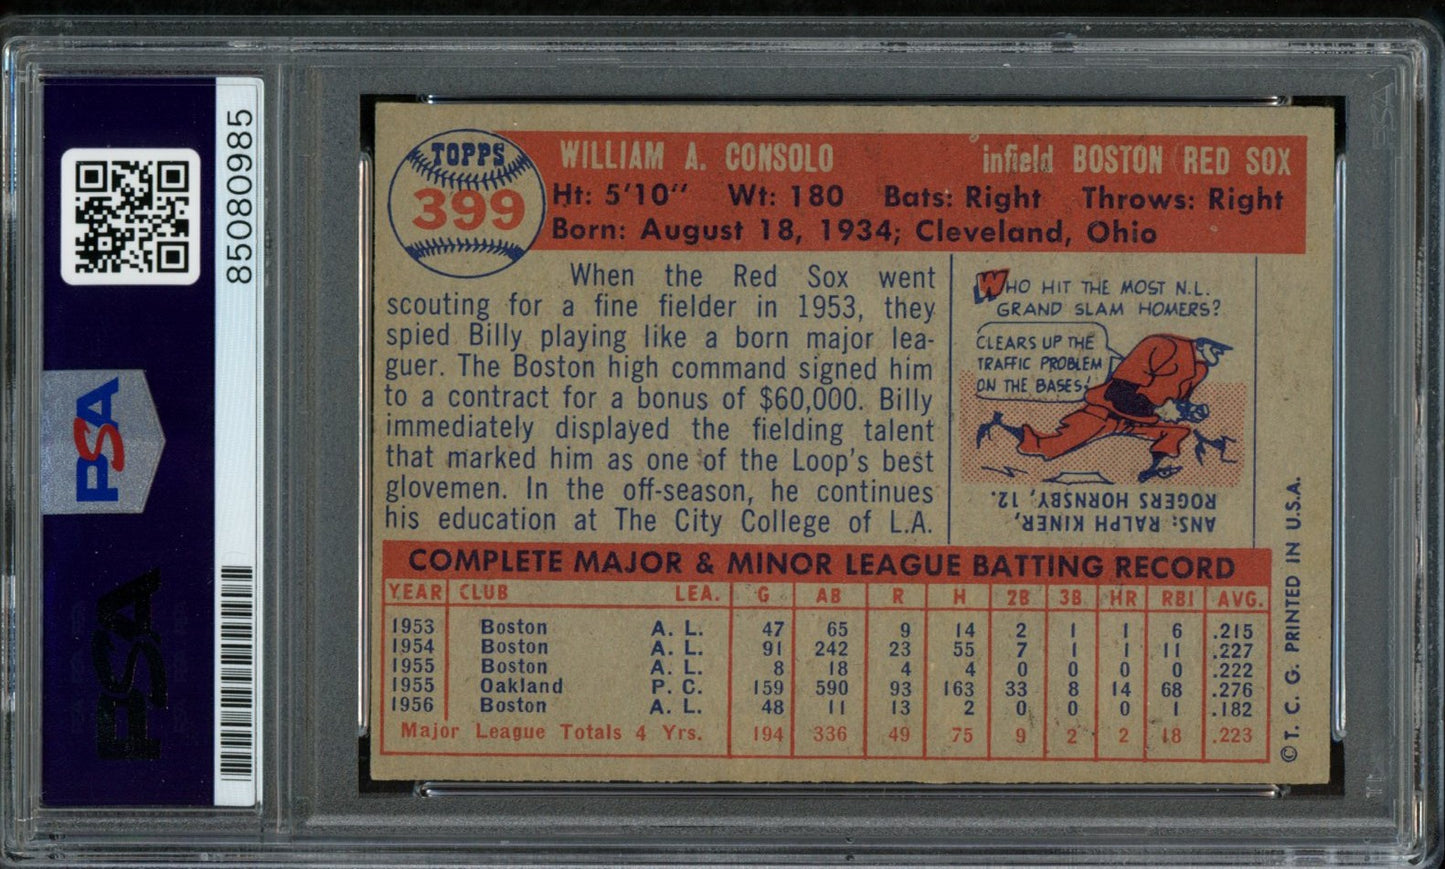 85080985
PSA
PSA
TOPPS
399
WILLIAM A. CONSOLO infield BOSTON RED SOX
Ht: 5'10" Wt: 180 Bats: Right Throws: Right
Born: August 18, 1934; Cleveland, Ohio
When the Red Sox went
scouting for a fine fielder in 1953, they
spied Billy playing like a born major lea-
guer. The Boston high command signed him
to a contract for a bonus of $60,000. Billy
immediately displayed the fielding talent
that marked him as one of the Loop's best
glovemen. In the off-season, he continues
his education at The City College of L.A.
WHO HIT THE MOST N.L.
GRAND SLAM HOMERS?
CLEARS UP THE
TRAFFIC PROBLEM
ON THE BASES!
ANS: RALPH KINER,
ROGERS HORNSBY, 12.
COMPLETE MAJOR & MINOR LEAGUE BATTING RECORD
YEAR CLUB LEA. G AB R H 2B 3B HR RBI AVG.
1953 Boston A. L. 47 65 9 14 2 1 1 6 .215
1954 Boston A. L. 91 242 23 55 7 1 1 11 .227
1955 Boston A. L. 8 18 4 4 0 0 0 0 .222
1955 Oakland P. C. 159 590 93 163 33 8 14 68 .276
1956 Boston A. L. 48 11 13 2 0 0 0 1 .182
Major League Totals 4 Yrs. 194 336 49 75 9 2 2 18 .223
© T. C. G. PRINTED IN U.S.A.
PSA